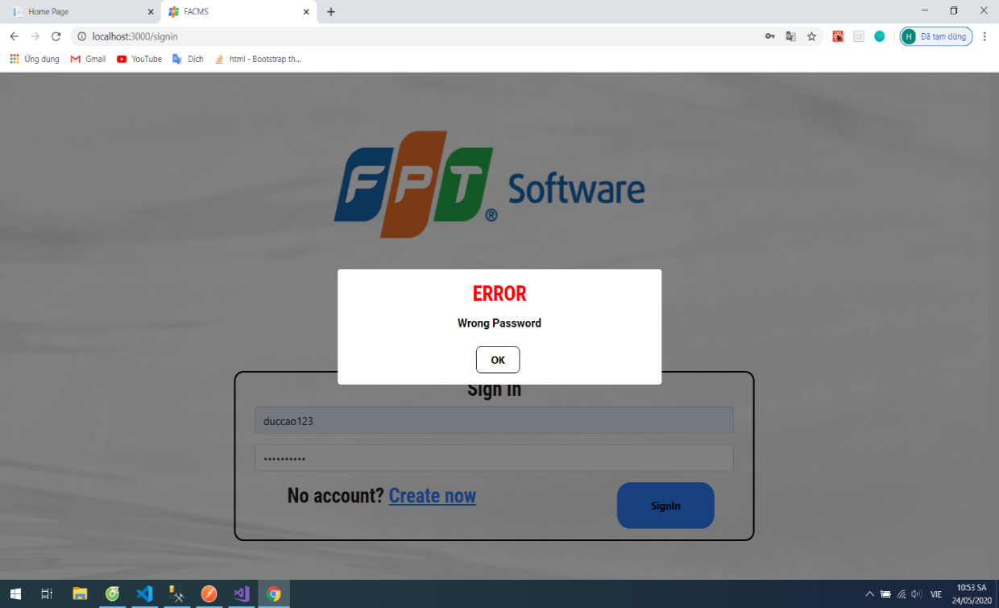 Home Page
FACMS
localhost:3000/signin
H Đã tạm dừng
Ứng dụng Gmail YouTube Dịch html - Bootstrap th...
FPT® Software
ERROR
Wrong Password
OK
Sign In
duccao123
••••••••••
No account? Create now
SignIn
VIE
10:53 SA
24/05/2020